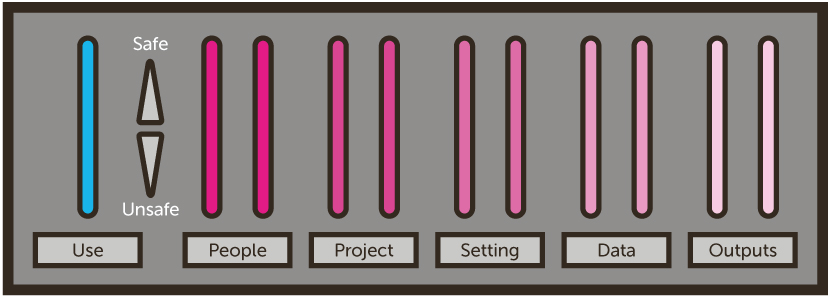 Safe
Unsafe
Use
People
Project
Setting
Data
Outputs